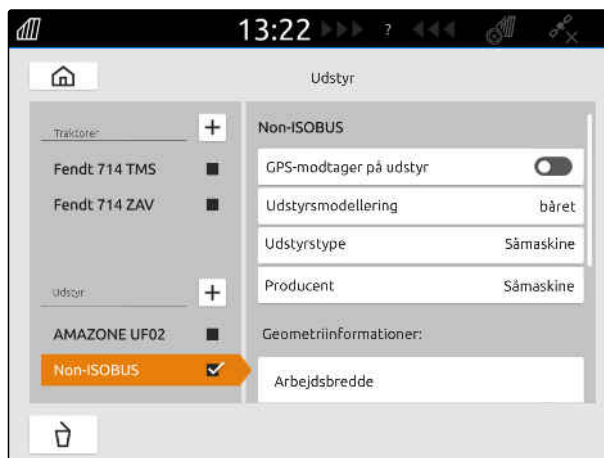 13:22
?
Udstyr
Traktorer
Fendt 714 TMS
Fendt 714 ZAV
Udstyr
AMAZONE UF02
Non-ISOBUS
Non-ISOBUS
GPS-modtager på udstyr
Udstyrsmodellering båret
Udstyrstype Såmaskine
Producent Såmaskine
Geometriinformationer:
Arbejdsbredde